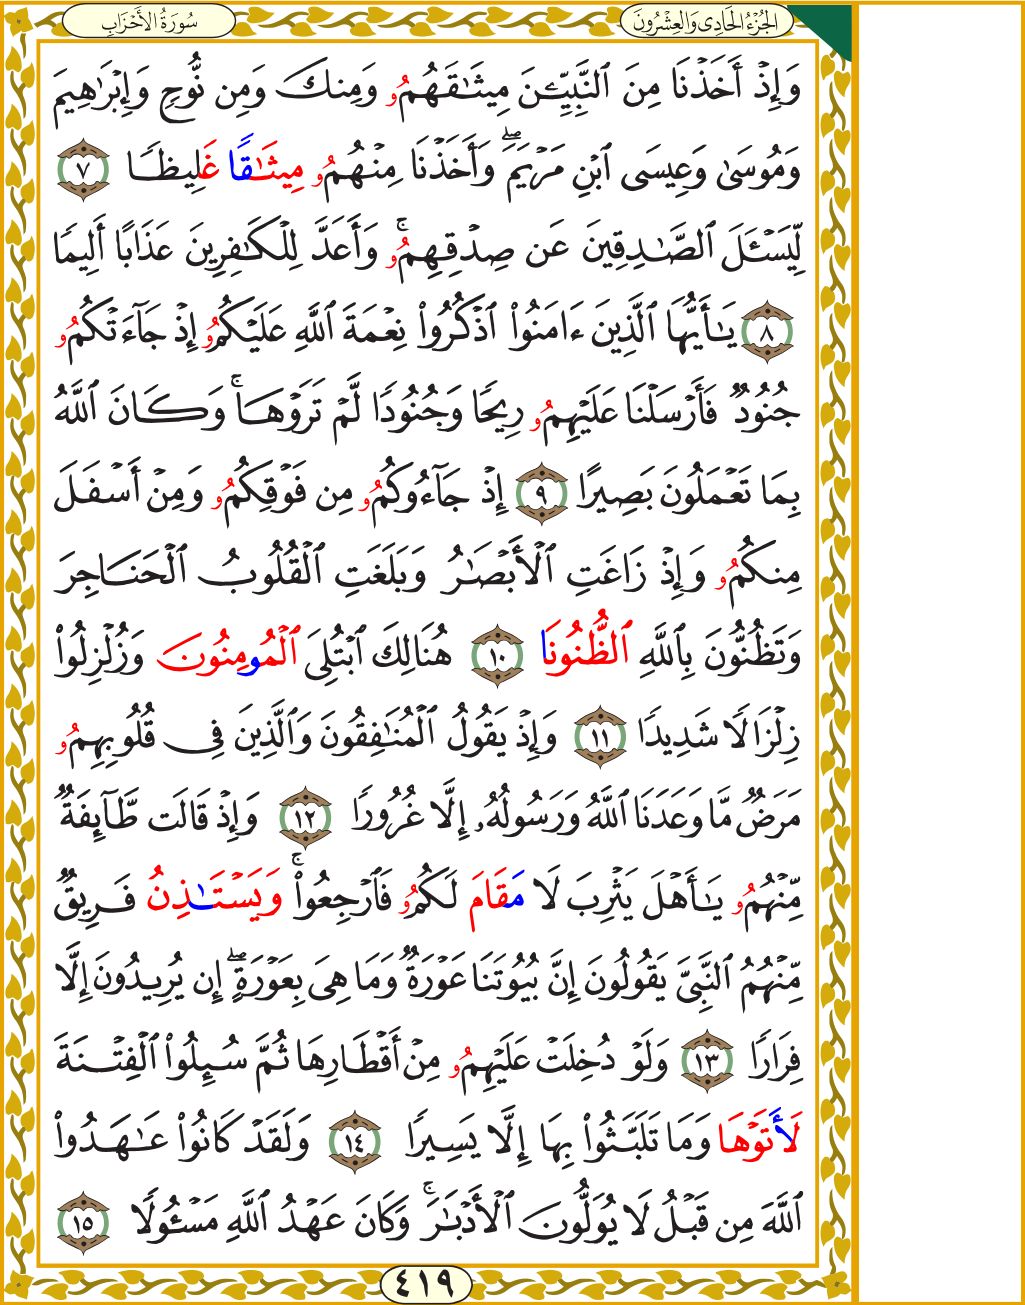 الجُزْءُ الحَادِي وَالعِشْرُونَ
سُورَةُ الأَحْزَابِ
وَإِذْ أَخَذْنَا مِنَ ٱلنَّبِيِّـۧنَ مِيثَٰقَهُمُۥ وَمِنكَ وَمِن نُّوحٍ وَإِبْرَٰهِيمَ
وَمُوسَىٰ وَعِيسَى ٱبْنِ مَرْيَمَۖ وَأَخَذْنَا مِنْهُمُۥ مِيثَٰقًا غَلِيظًا ٧
لِّيَسْـَٔلَ ٱلصَّٰدِقِينَ عَن صِدْقِهِمُۥۚ وَأَعَدَّ لِلْكَٰفِرِينَ عَذَابًا أَلِيمًا
٨ يَٰٓأَيُّهَا ٱلَّذِينَ ءَامَنُوا۟ ٱذْكُرُوا۟ نِعْمَةَ ٱللَّهِ عَلَيْكُمُۥ إِذْ جَآءَتْكُمُۥ
جُنُودٌ فَأَرْسَلْنَا عَلَيْهِمُۥ رِيحًا وَجُنُودًا لَّمْ تَرَوْهَاۚ وَكَانَ ٱللَّهُ
بِمَا تَعْمَلُونَ بَصِيرًا ٩ إِذْ جَآءُوكُمُۥ مِن فَوْقِكُمُۥ وَمِنْ أَسْفَلَ
مِنكُمُۥ وَإِذْ زَاغَتِ ٱلْأَبْصَٰرُ وَبَلَغَتِ ٱلْقُلُوبُ ٱلْحَنَاجِرَ
وَتَظُنُّونَ بِٱللَّهِ ٱلظُّنُونَا ١٠ هُنَالِكَ ٱبْتُلِيَ ٱلْمُومِنُونَ وَزُلْزِلُوا۟
زِلْزَالًا شَدِيدًا ١١ وَإِذْ يَقُولُ ٱلْمُنَٰفِقُونَ وَٱلَّذِينَ فِي قُلُوبِهِمُۥ
مَرَضٌ مَّا وَعَدَنَا ٱللَّهُ وَرَسُولُهُۥ إِلَّا غُرُورًا ١٢ وَإِذْ قَالَت طَّآئِفَةٌ
مِّنْهُمُۥ يَٰٓأَهْلَ يَثْرِبَ لَا مَقَامَ لَكُمُۥ فَٱرْجِعُوا۟ۚ وَيَسْتَٰذِنُ فَرِيقٌ
مِّنْهُمُ ٱلنَّبِيَّ يَقُولُونَ إِنَّ بُيُوتَنَا عَوْرَةٌ وَمَا هِيَ بِعَوْرَةٍۖ إِن يُرِيدُونَ إِلَّا
فِرَارًا ١٣ وَلَوْ دُخِلَتْ عَلَيْهِمُۥ مِنْ أَقْطَارِهَا ثُمَّ سُئِلُوا۟ ٱلْفِتْنَةَ
لَأَتَوْهَا وَمَا تَلَبَّثُوا۟ بِهَا إِلَّا يَسِيرًا ١٤ وَلَقَدْ كَانُوا۟ عَٰهَدُوا۟
ٱللَّهَ مِن قَبْلُ لَا يُوَلُّونَ ٱلْأَدْبَٰرَۚ وَكَانَ عَهْدُ ٱللَّهِ مَسْـُٔولًا ١٥
٤١٩